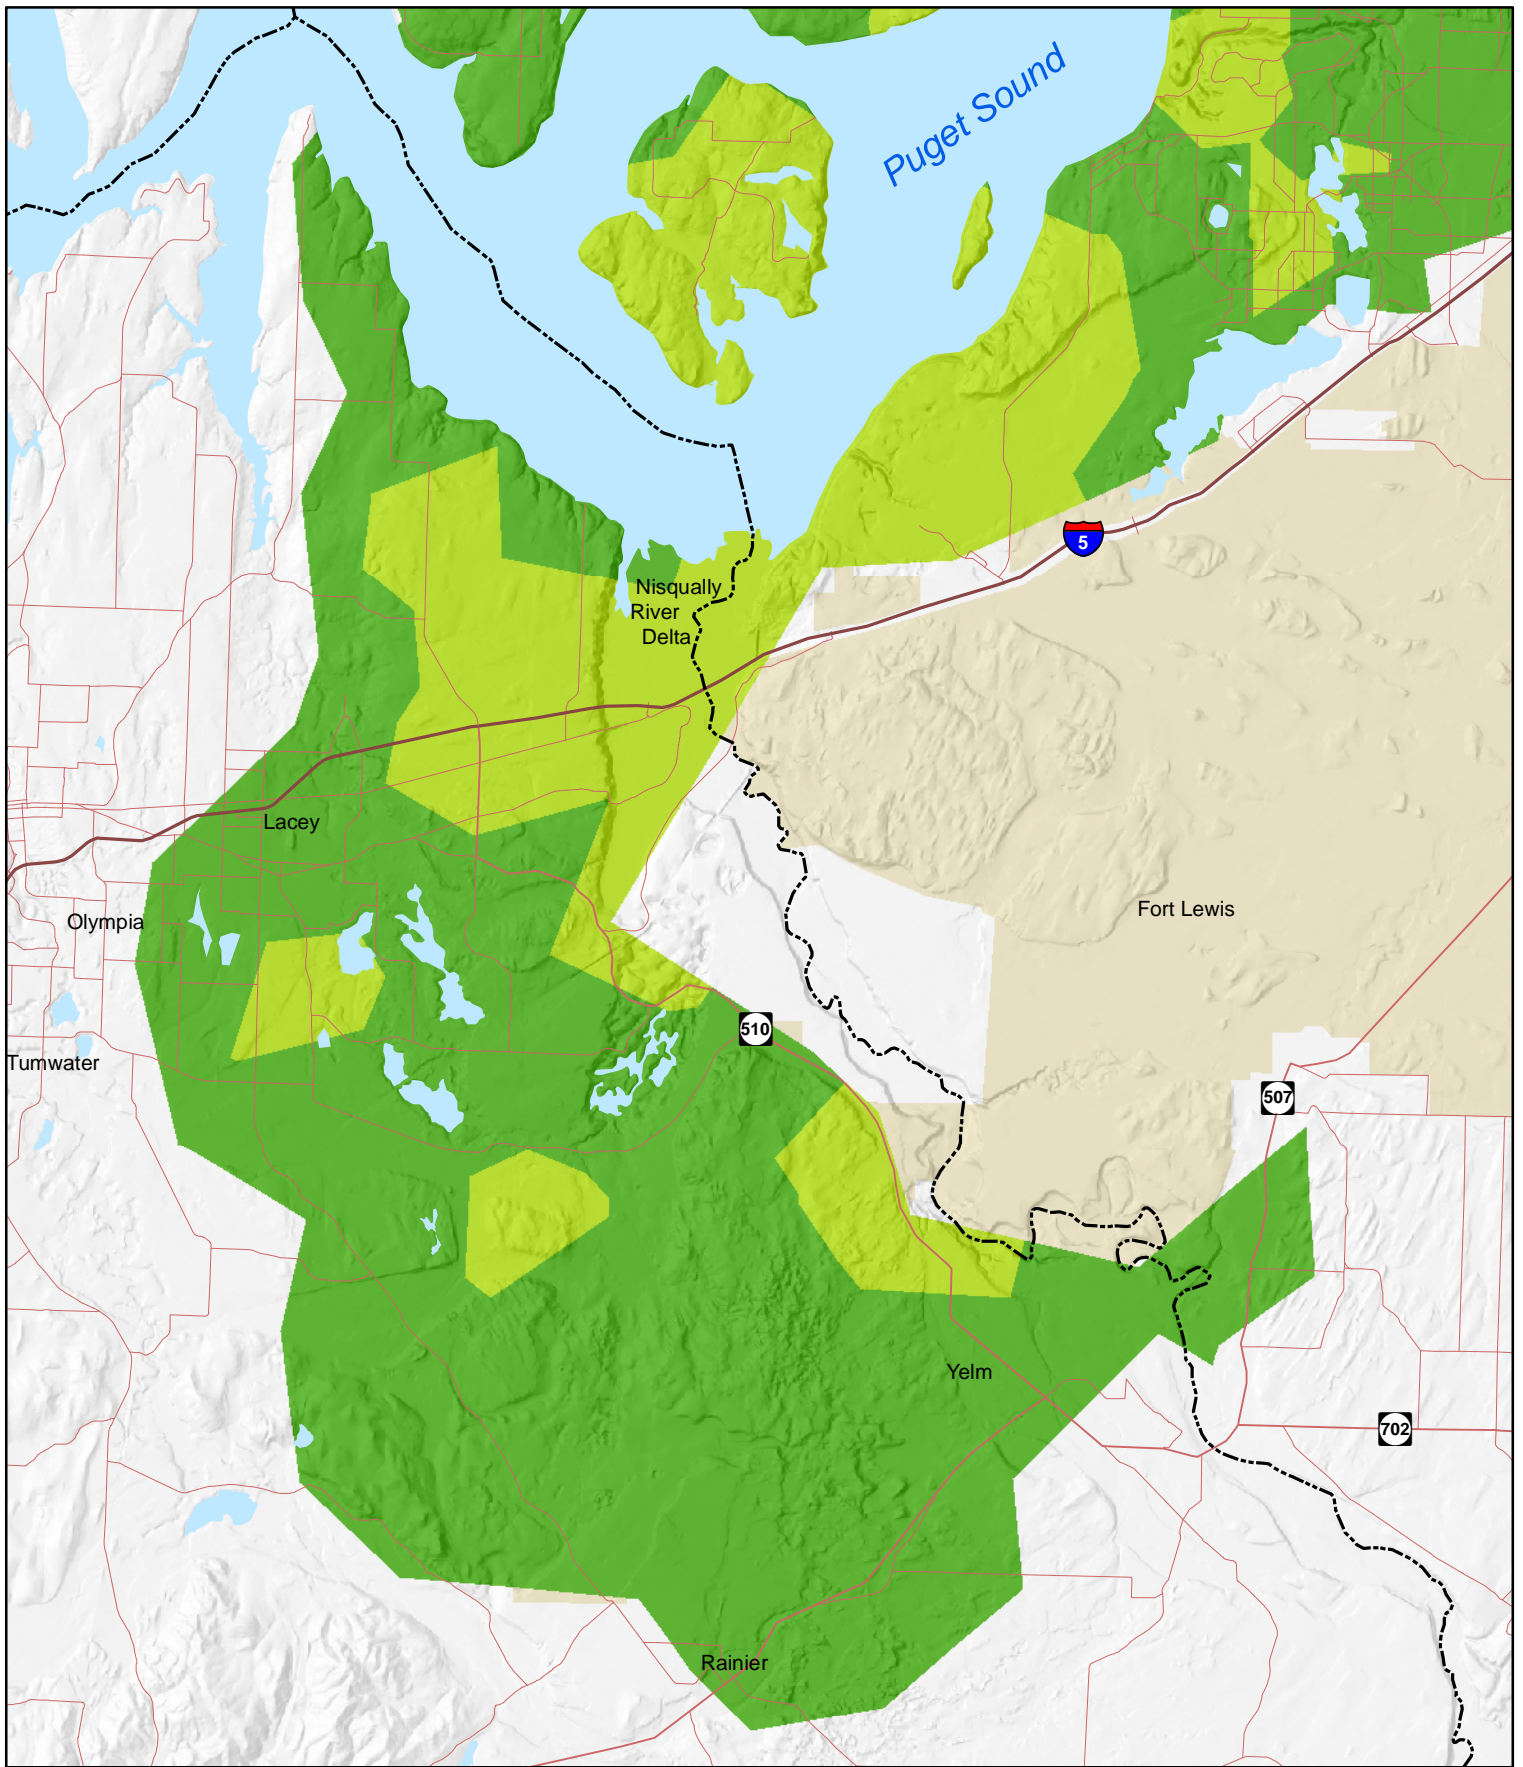 Puget Sound
5
Nisqually
River
Delta
Lacey
Olympia
Fort Lewis
510
Tumwater
507
Yelm
702
Rainier